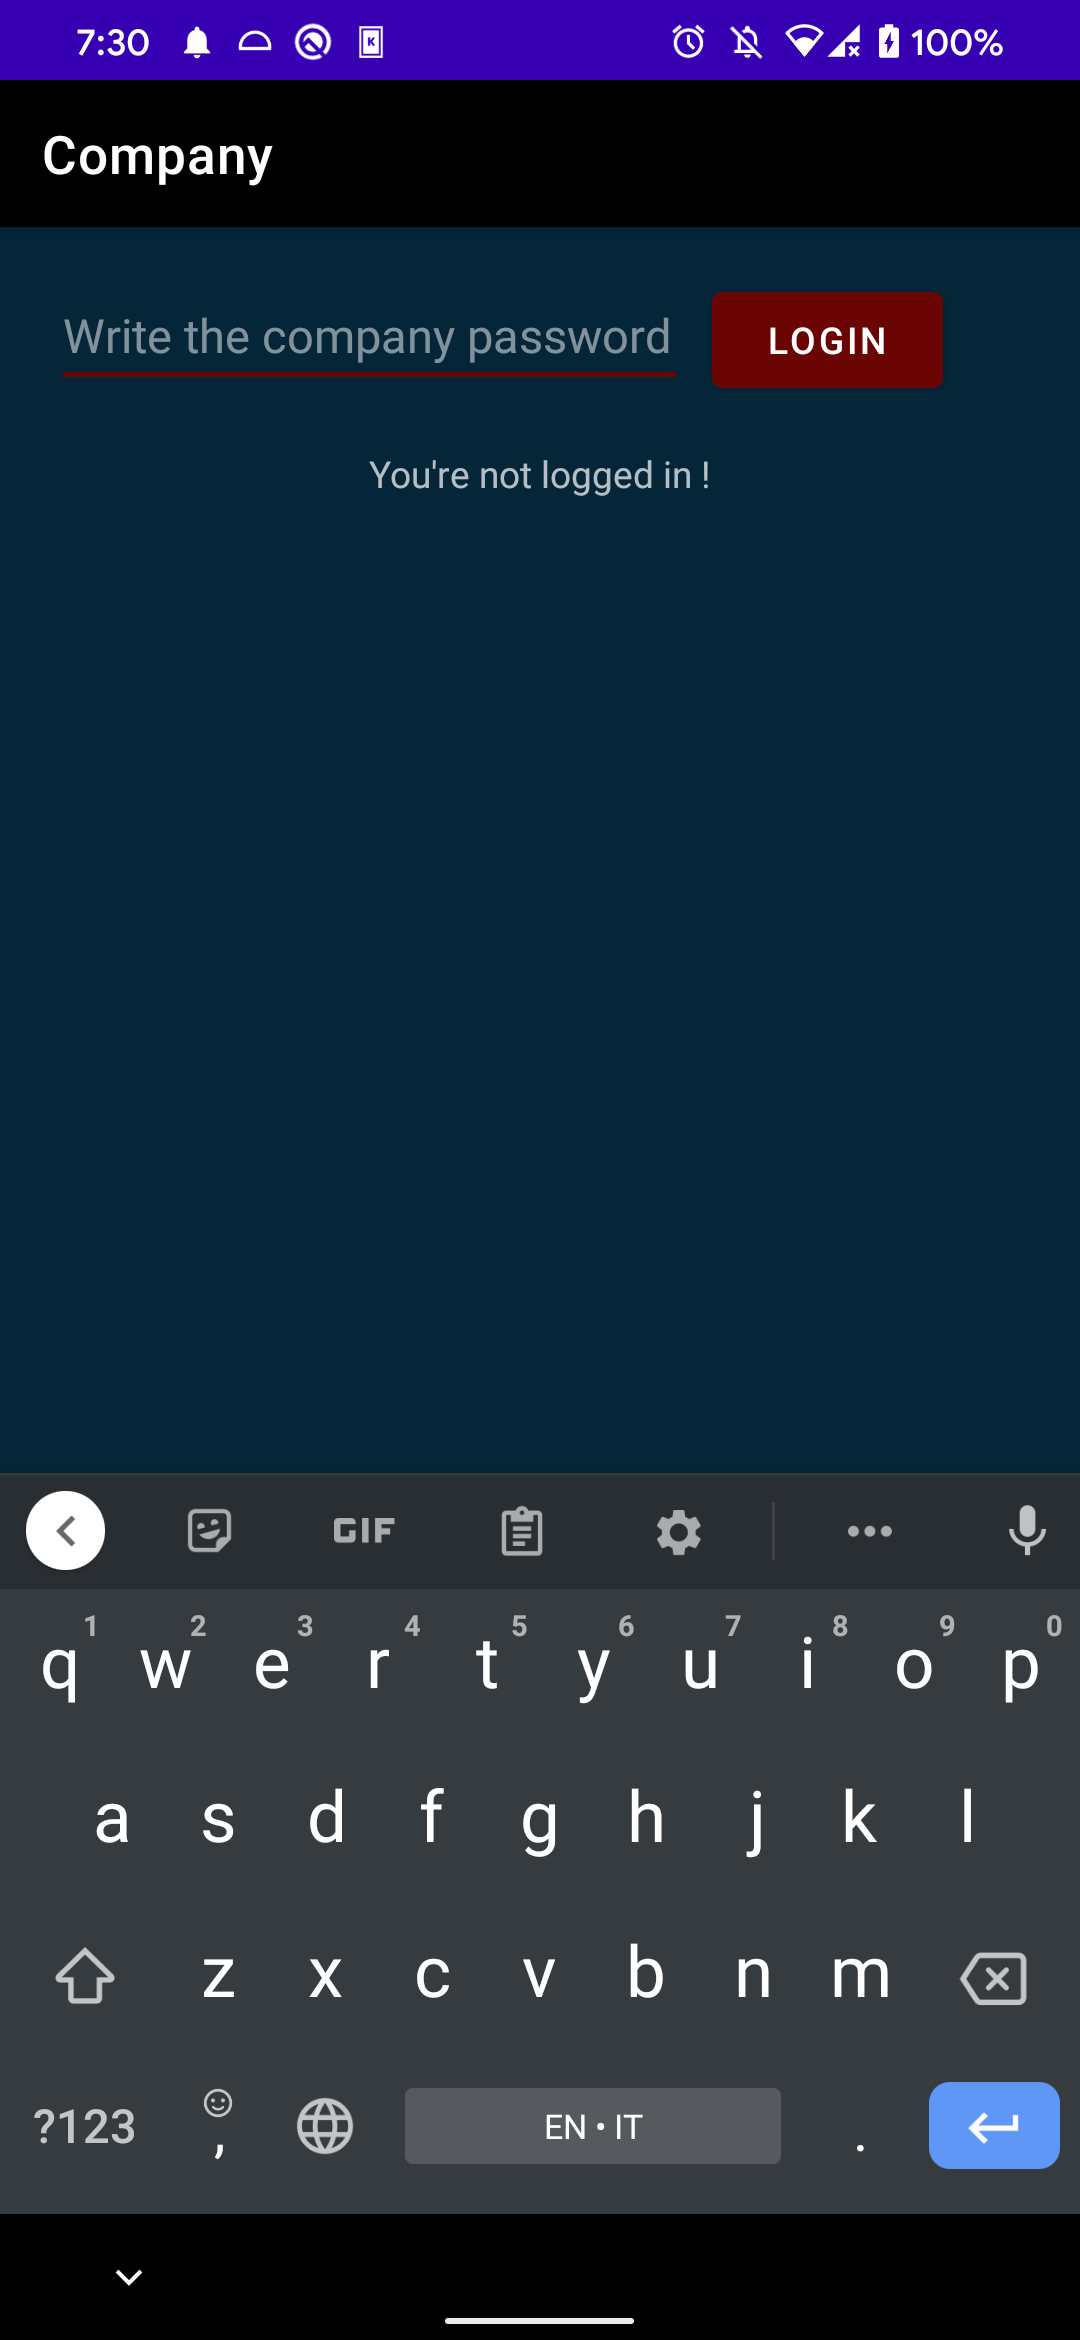 7:30 100%
Company
Write the company password LOGIN
You're not logged in !
GIF
1 2 3 4 5 6 7 8 9 0
q w e r t y u i o p
a s d f g h j k l
z x c v b n m
?123 , EN • IT .